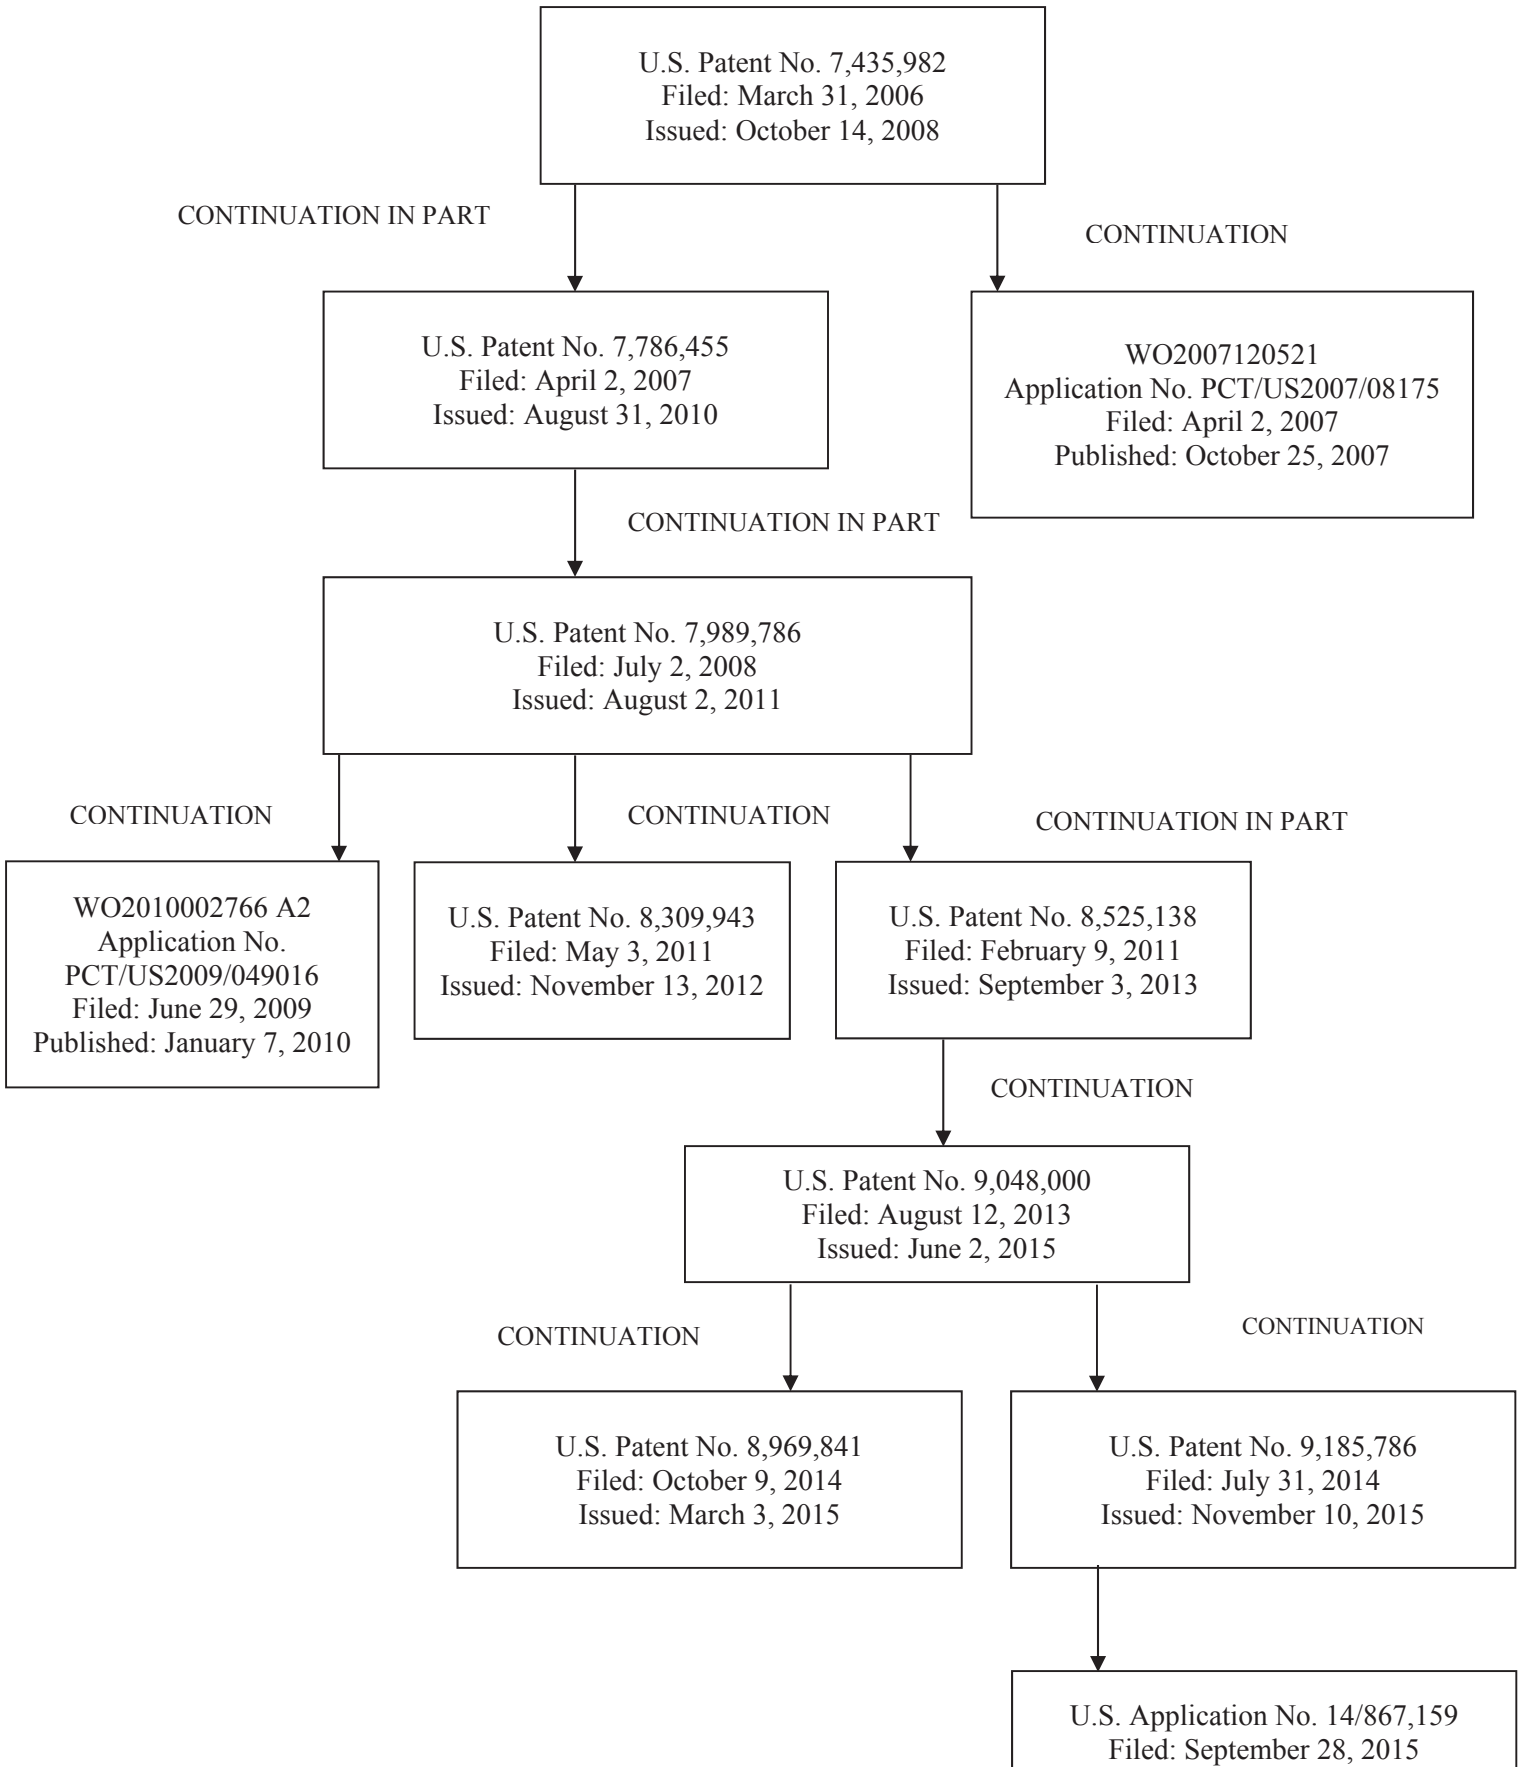 U.S. Patent No. 7,435,982
Filed: March 31, 2006
Issued: October 14, 2008
CONTINUATION IN PART
CONTINUATION
U.S. Patent No. 7,786,455
Filed: April 2, 2007
Issued: August 31, 2010
WO2007120521
Application No. PCT/US2007/08175
Filed: April 2, 2007
Published: October 25, 2007
CONTINUATION IN PART
U.S. Patent No. 7,989,786
Filed: July 2, 2008
Issued: August 2, 2011
CONTINUATION
CONTINUATION
CONTINUATION IN PART
WO2010002766 A2
Application No.
PCT/US2009/049016
Filed: June 29, 2009
Published: January 7, 2010
U.S. Patent No. 8,309,943
Filed: May 3, 2011
Issued: November 13, 2012
U.S. Patent No. 8,525,138
Filed: February 9, 2011
Issued: September 3, 2013
CONTINUATION
U.S. Patent No. 9,048,000
Filed: August 12, 2013
Issued: June 2, 2015
CONTINUATION
CONTINUATION
U.S. Patent No. 8,969,841
Filed: October 9, 2014
Issued: March 3, 2015
U.S. Patent No. 9,185,786
Filed: July 31, 2014
Issued: November 10, 2015
U.S. Application No. 14/867,159
Filed: September 28, 2015